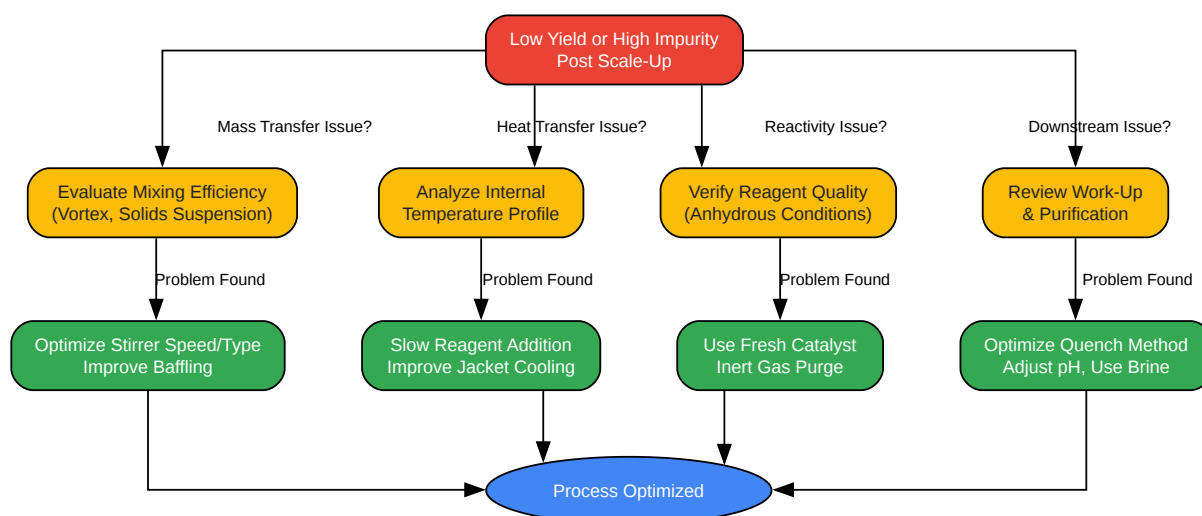 Low Yield or High Impurity
Post Scale-Up
Mass Transfer Issue?
Heat Transfer Issue?
Reactivity Issue?
Downstream Issue?
Evaluate Mixing Efficiency
(Vortex, Solids Suspension)
Analyze Internal
Temperature Profile
Verify Reagent Quality
(Anhydrous Conditions)
Review Work-Up
& Purification
Problem Found
Problem Found
Problem Found
Problem Found
Optimize Stirrer Speed/Type
Improve Baffling
Slow Reagent Addition
Improve Jacket Cooling
Use Fresh Catalyst
Inert Gas Purge
Optimize Quench Method
Adjust pH, Use Brine
Process Optimized